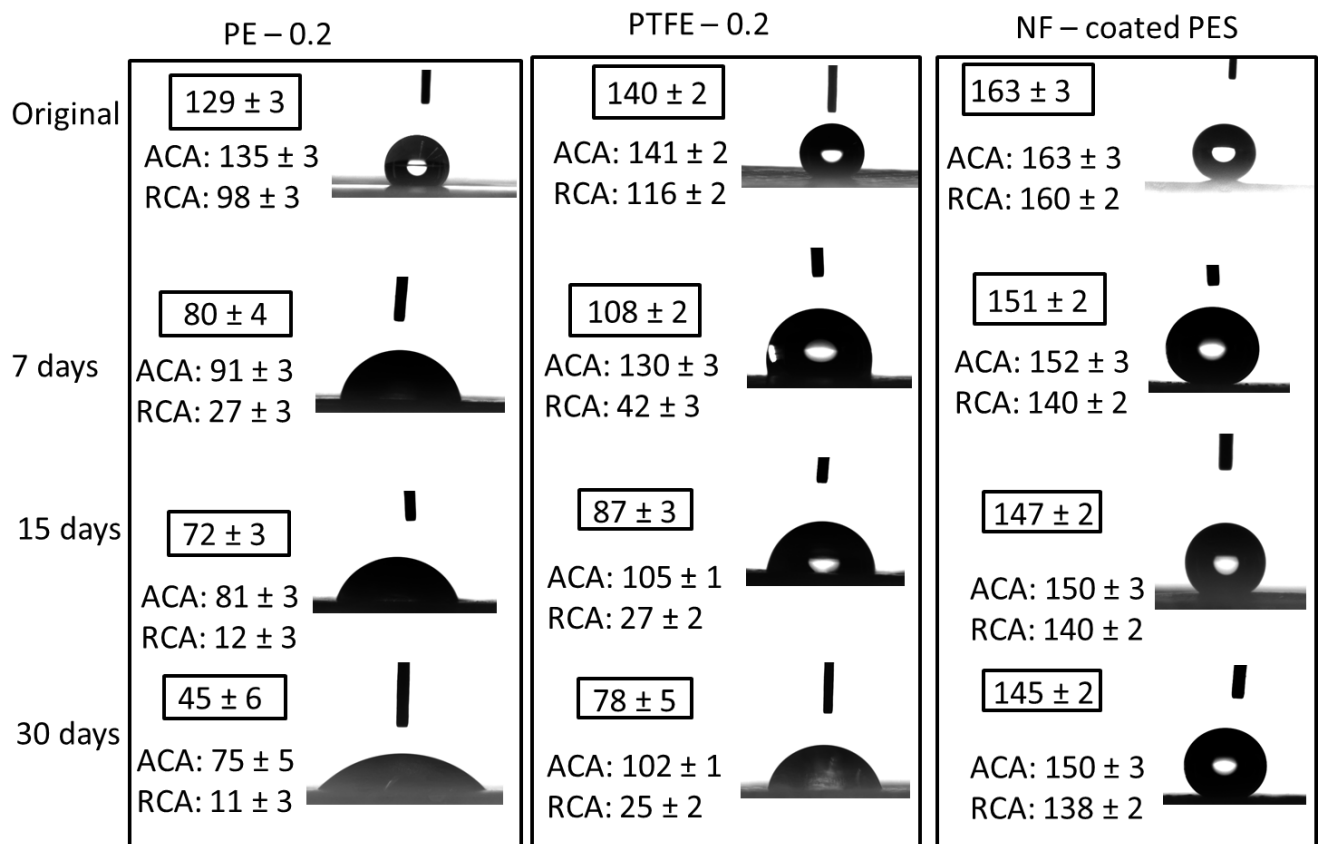 PE – 0.2
PTFE – 0.2
NF – coated PES
Original
129 ± 3
ACA: 135 ± 3
RCA: 98 ± 3
140 ± 2
ACA: 141 ± 2
RCA: 116 ± 2
163 ± 3
ACA: 163 ± 3
RCA: 160 ± 2
7 days
80 ± 4
ACA: 91 ± 3
RCA: 27 ± 3
108 ± 2
ACA: 130 ± 3
RCA: 42 ± 3
151 ± 2
ACA: 152 ± 3
RCA: 140 ± 2
15 days
72 ± 3
ACA: 81 ± 3
RCA: 12 ± 3
87 ± 3
ACA: 105 ± 1
RCA: 27 ± 2
147 ± 2
ACA: 150 ± 3
RCA: 140 ± 2
30 days
45 ± 6
ACA: 75 ± 5
RCA: 11 ± 3
78 ± 5
ACA: 102 ± 1
RCA: 25 ± 2
145 ± 2
ACA: 150 ± 3
RCA: 138 ± 2